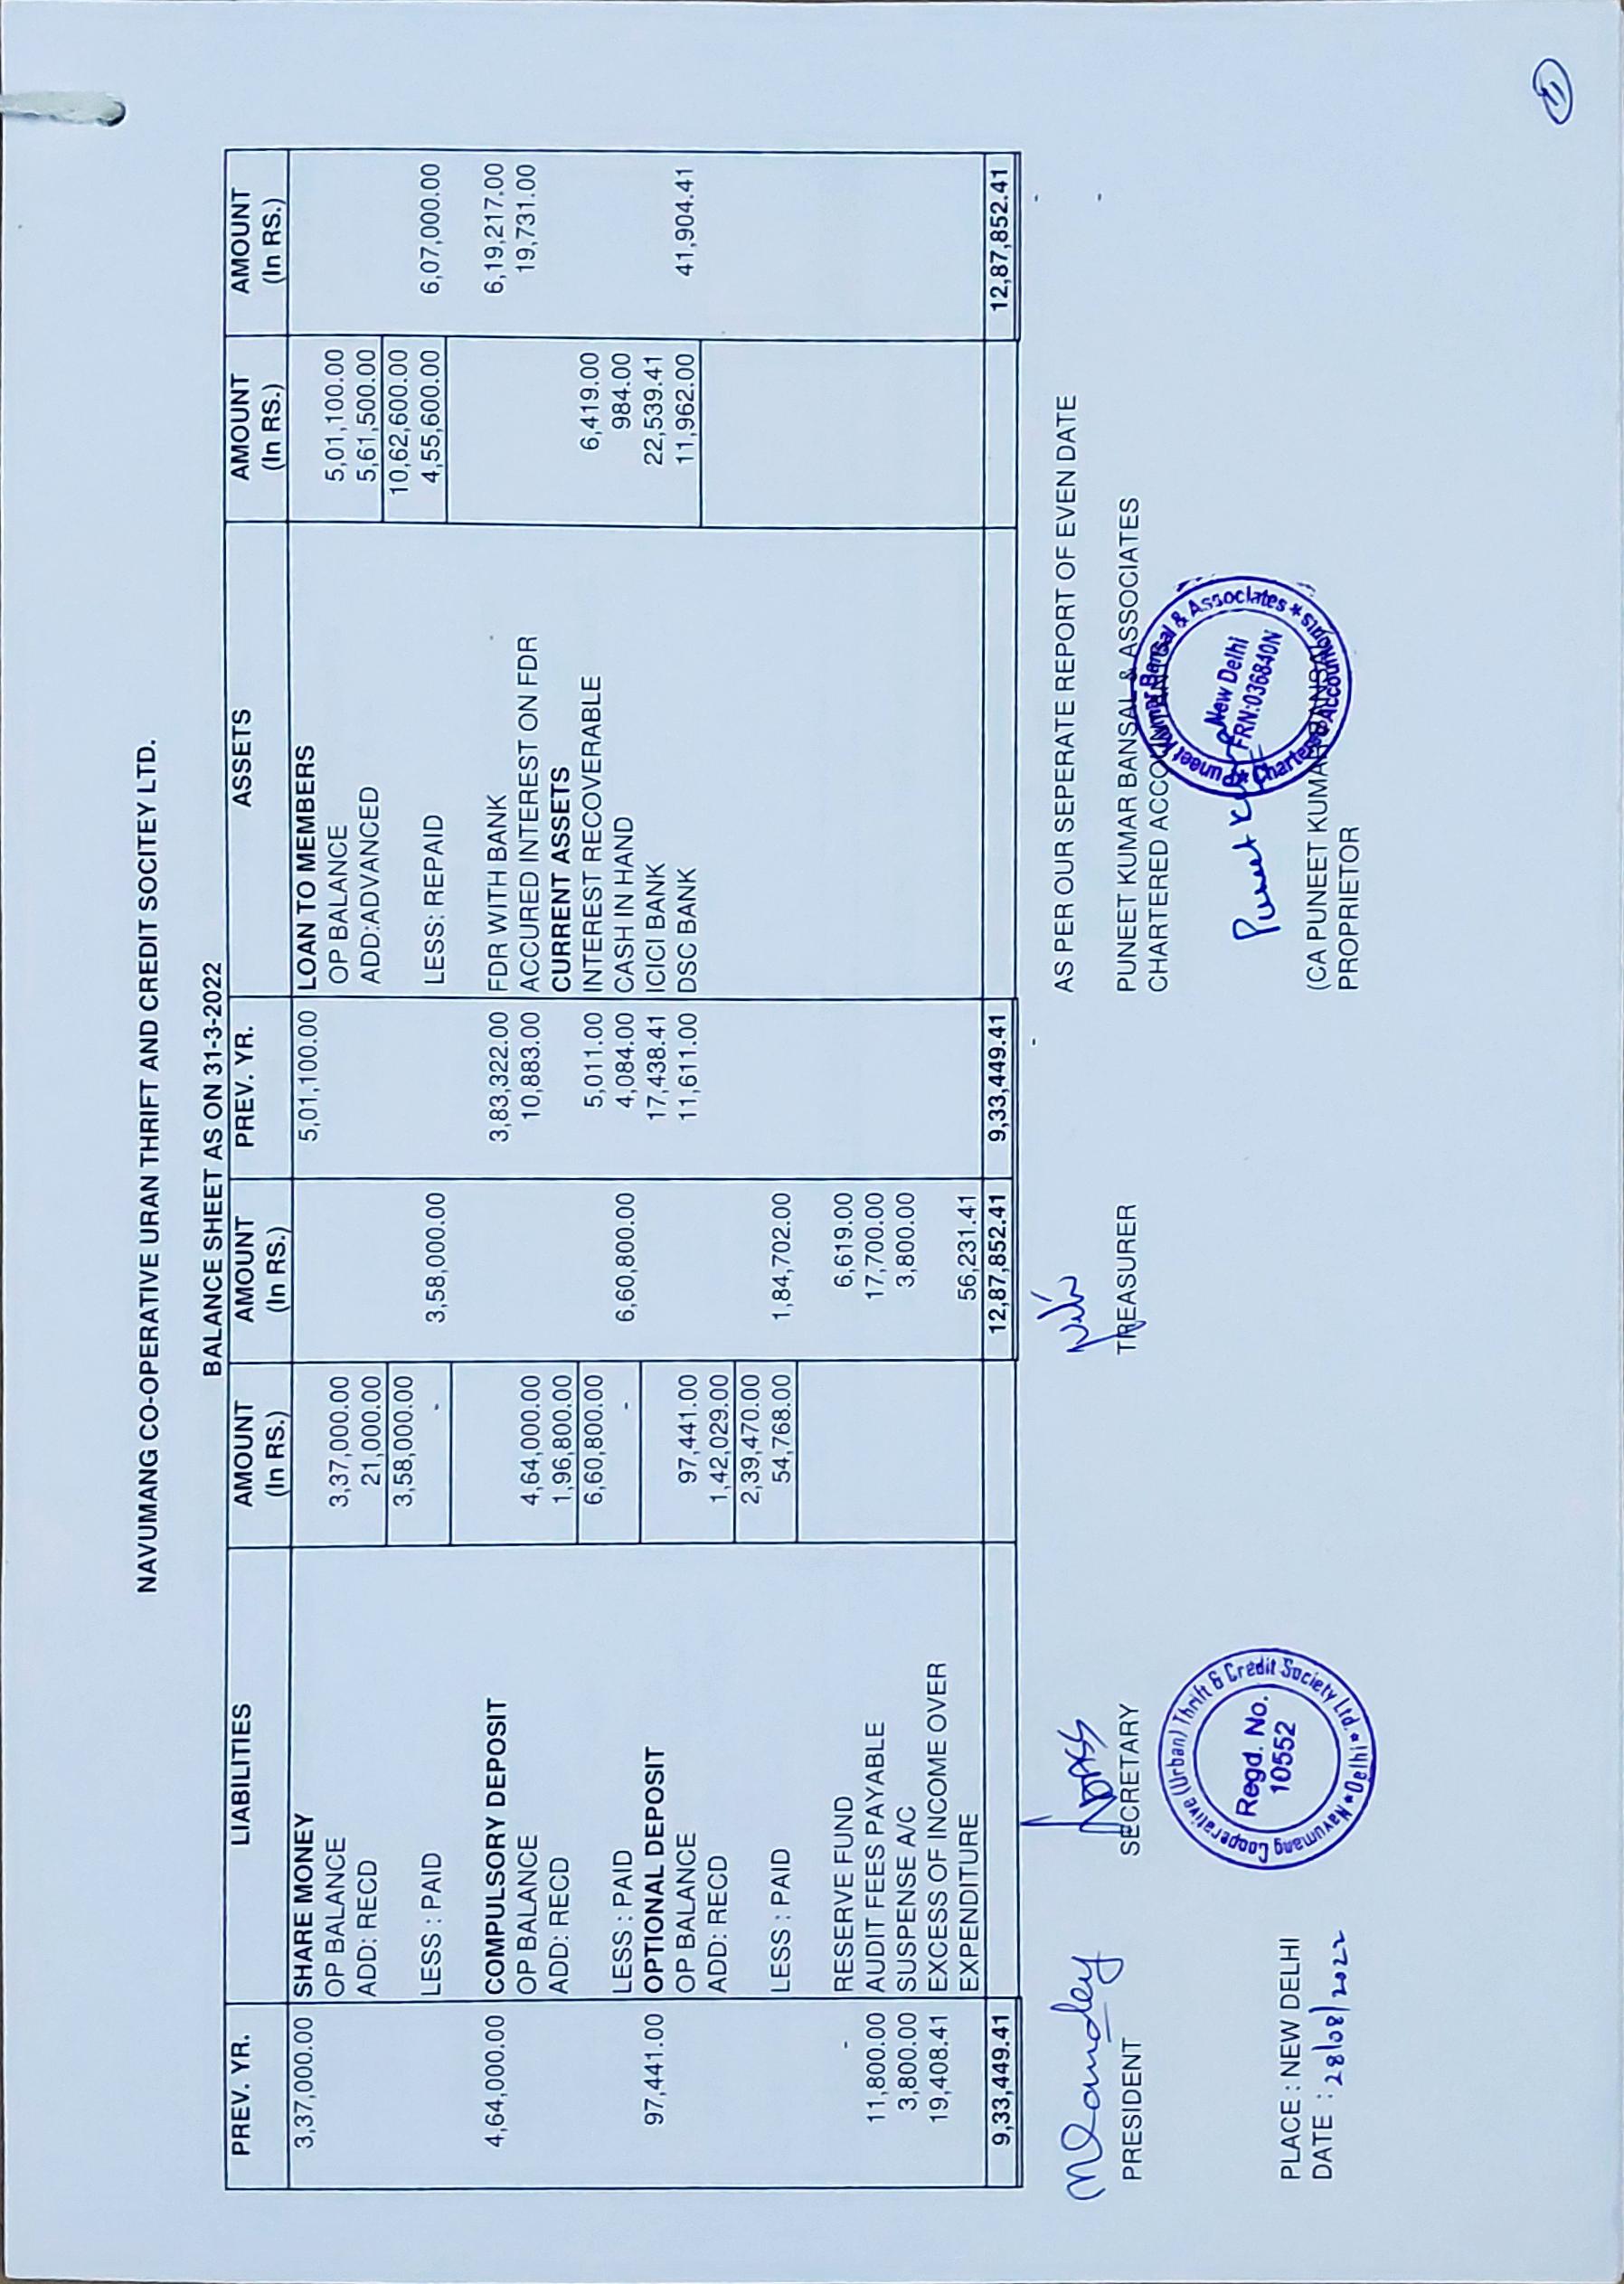 NAVUMANG CO-OPERATIVE URAN THRIFT AND CREDIT SOCITEY LTD.
BALANCE SHEET AS ON 31-3-2022
PREV. YR. LIABILITIES AMOUNT (In RS.) AMOUNT (In RS.) PREV. YR. ASSETS AMOUNT (In RS.) AMOUNT (In RS.)
3,37,000.00 SHARE MONEY 5,01,100.00 LOAN TO MEMBERS
OP BALANCE 3,37,000.00 OP BALANCE 5,01,100.00
ADD: RECD 21,000.00 ADD:ADVANCED 5,61,500.00
3,58,000.00 10,62,600.00
LESS : PAID - 3,58,000.00 LESS: REPAID 4,55,600.00 6,07,000.00
4,64,000.00 COMPULSORY DEPOSIT 3,83,322.00 FDR WITH BANK 6,19,217.00
OP BALANCE 4,64,000.00 10,883.00 ACCURED INTEREST ON FDR 19,731.00
ADD: RECD 1,96,800.00 CURRENT ASSETS
6,60,800.00 5,011.00 INTEREST RECOVERABLE 6,419.00
LESS : PAID - 6,60,800.00 4,084.00 CASH IN HAND 984.00
97,441.00 OPTIONAL DEPOSIT 17,438.41 ICICI BANK 22,539.41
OP BALANCE 97,441.00 11,611.00 DSC BANK 11,962.00 41,904.41
ADD: RECD 1,42,029.00
2,39,470.00
LESS : PAID 54,768.00 1,84,702.00
- RESERVE FUND 6,619.00
11,800.00 AUDIT FEES PAYABLE 17,700.00
3,800.00 SUSPENSE A/C 3,800.00
19,408.41 EXCESS OF INCOME OVER
EXPENDITURE 56,231.41
9,33,449.41 12,87,852.41 9,33,449.41 12,87,852.41
AS PER OUR SEPERATE REPORT OF EVEN DATE
PRESIDENT SECRETARY TREASURER PUNEET KUMAR BANSAL & ASSOCIATES
CHARTERED ACCOUNTANTS
Navumang Cooperative (Urban) Thrift & Credit Society Ltd. * Delhi *
Regd. No.
10552
Puneet Kumar Bansal & Associates * Chartered Accountants *
New Delhi
FRN:036840N
Puneet
PLACE : NEW DELHI (CA PUNEET KUMAR BANSAL)
DATE : 28/08/2022 PROPRIETOR